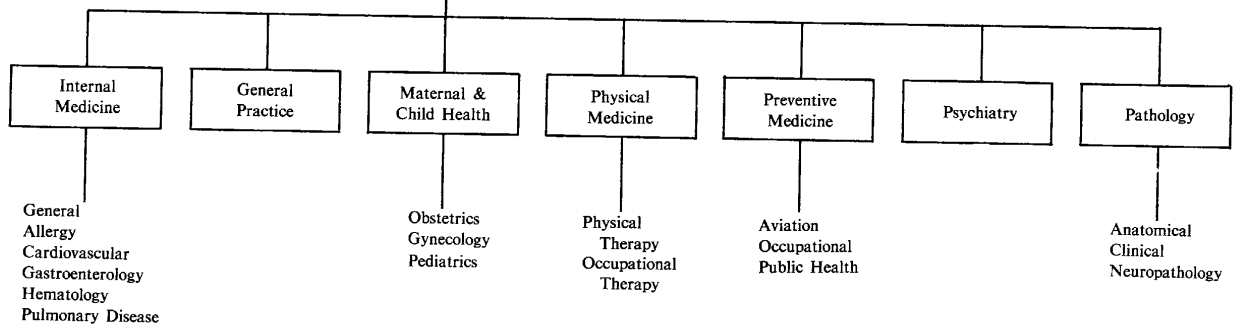 Internal
Medicine
General
Practice
Maternal &
Child Health
Physical
Medicine
Preventive
Medicine
Psychiatry
Pathology
General
Allergy
Cardiovascular
Gastroenterology
Hematology
Pulmonary Disease
Obstetrics
Gynecology
Pediatrics
Physical
Therapy
Occupational
Therapy
Aviation
Occupational
Public Health
Anatomical
Clinical
Neuropathology